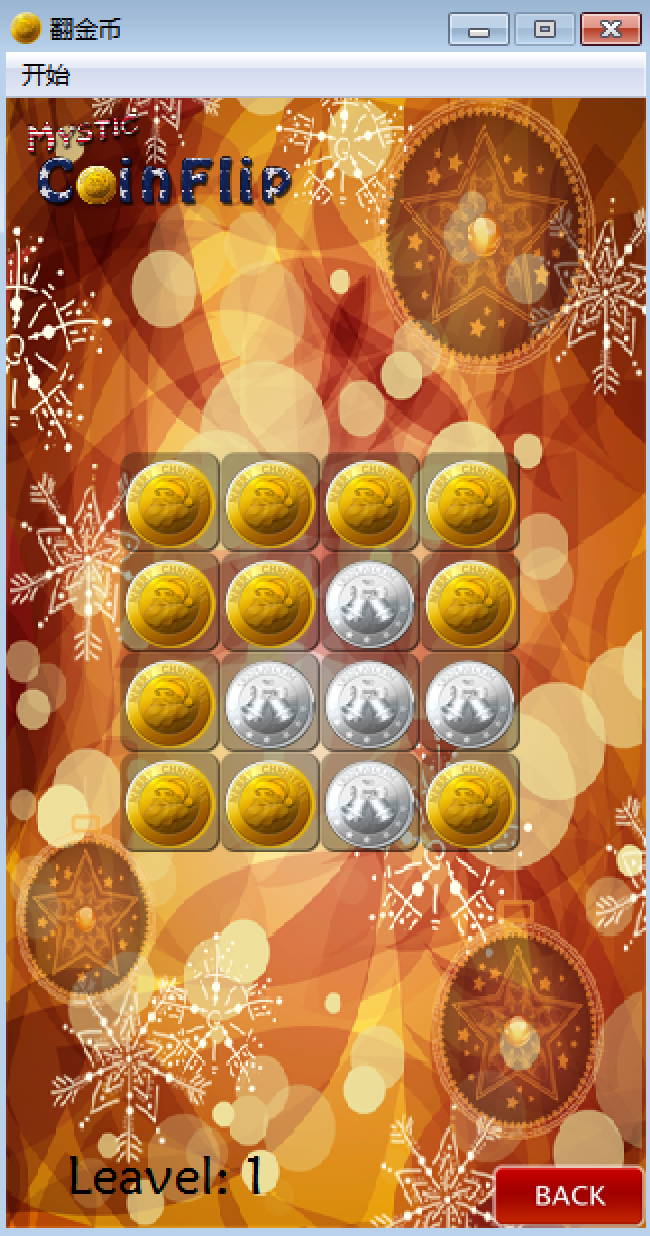 翻金币
开始
MYSTIC
CoinFlip
Leavel: 1
BACK